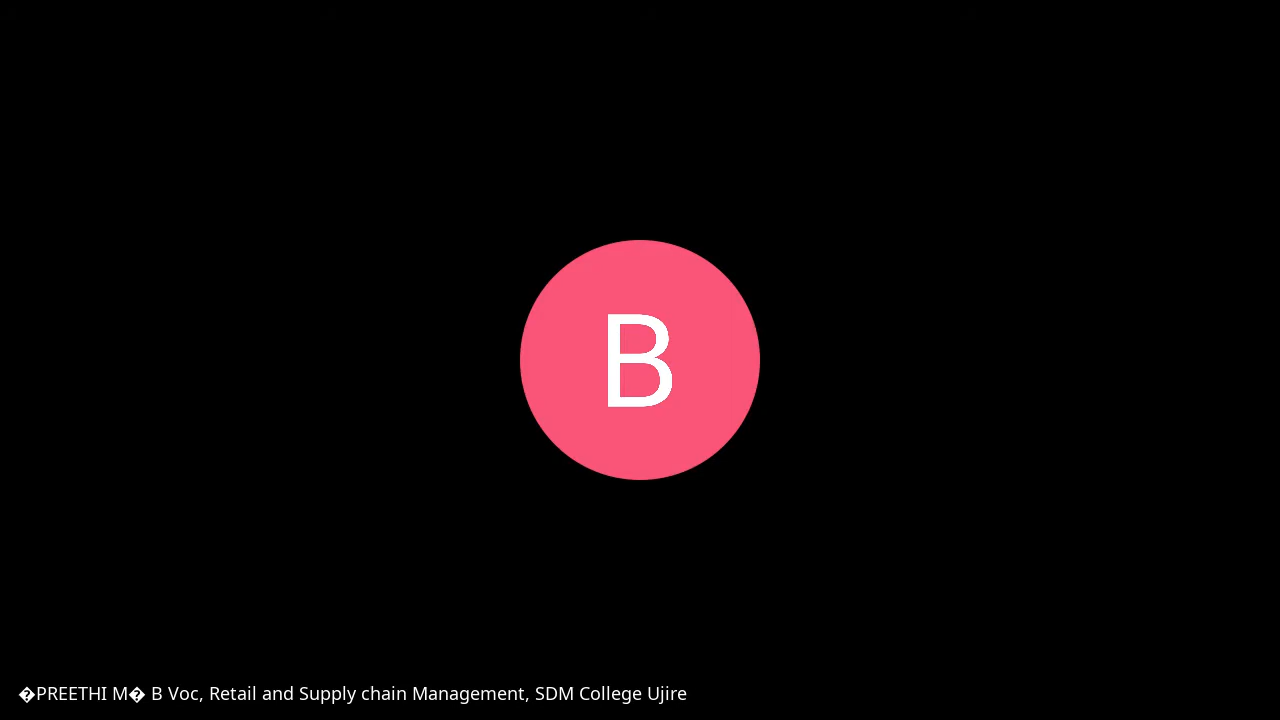 B
�PREETHI M� B Voc, Retail and Supply chain Management, SDM College Ujire